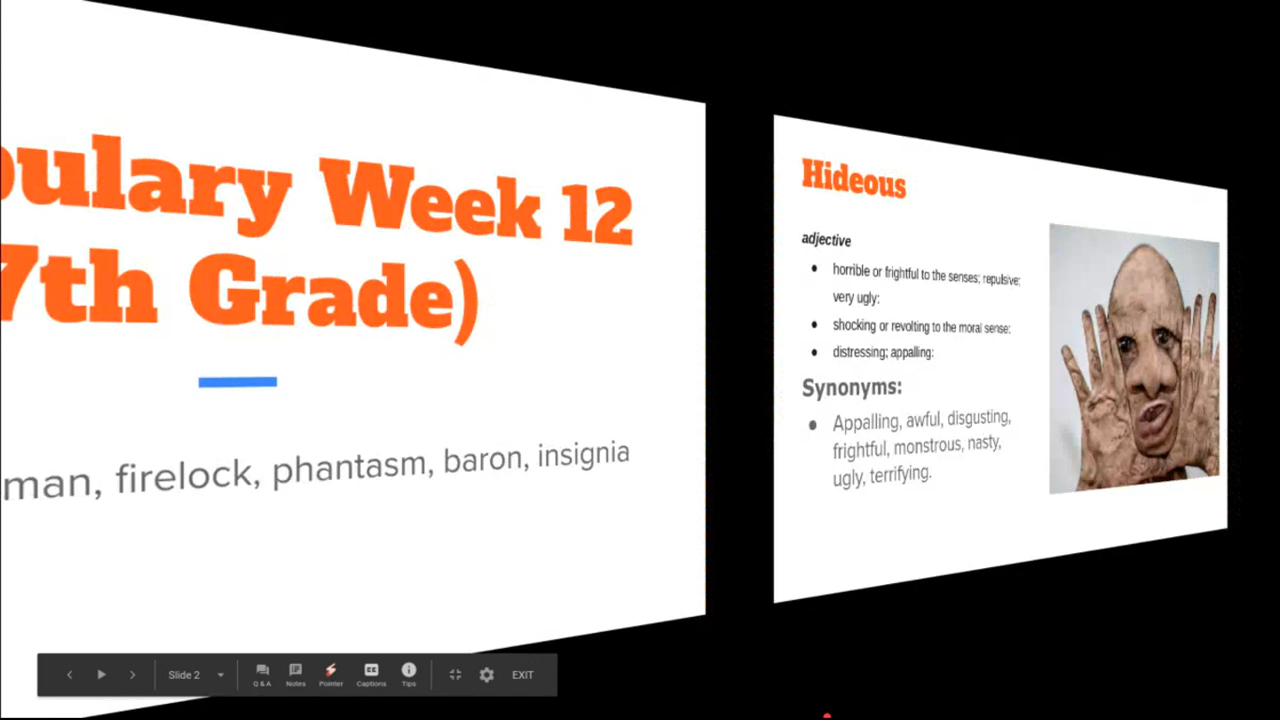 bulary Week 12
7th Grade)
man, firelock, phantasm, baron, insignia
Hideous
adjective
horrible or frightful to the senses; repulsive;
very ugly:
shocking or revolting to the moral sense:
distressing; appalling:
Synonyms:
Appalling, awful, disgusting,
frightful, monstrous, nasty,
ugly, terrifying.
Slide 2
Q & A Notes Pointer Captions Tips
EXIT